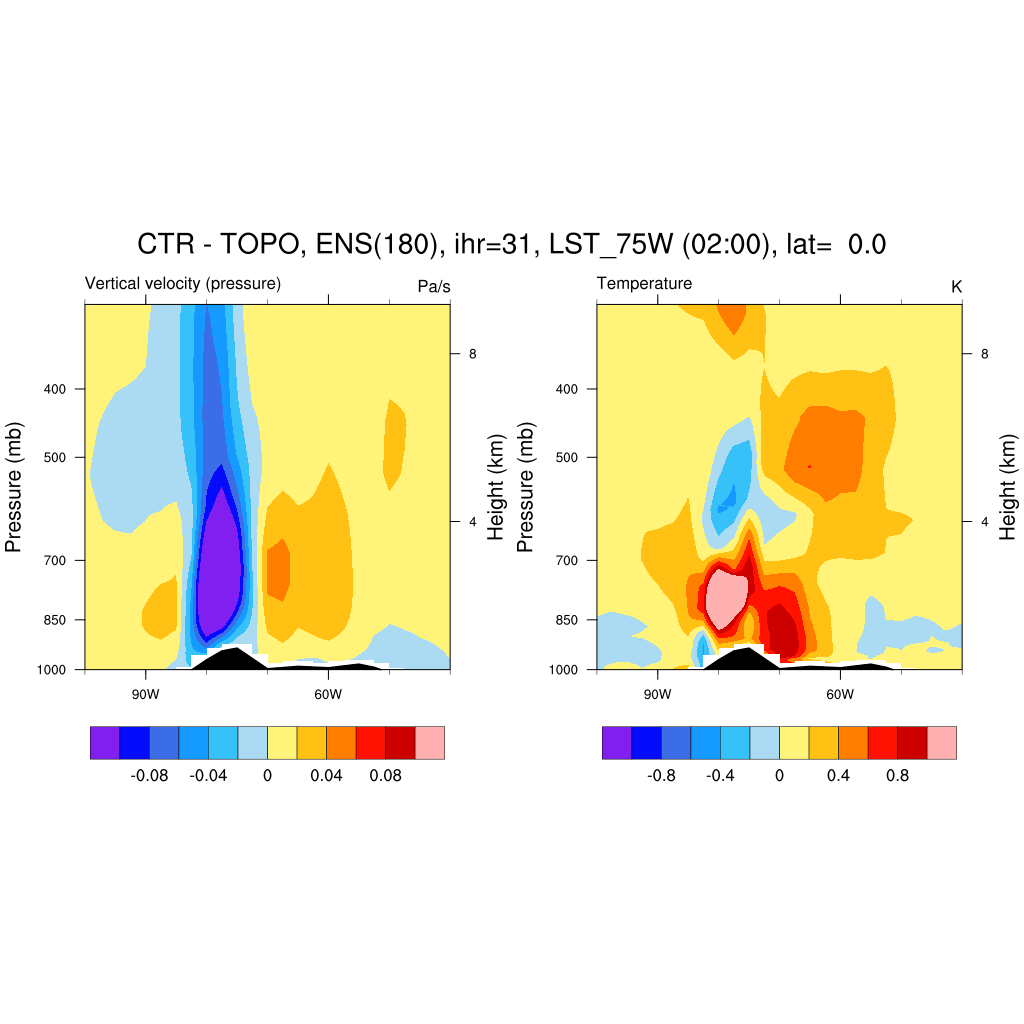 CTR - TOPO, ENS(180), ihr=31, LST_75W (02:00), lat= 0.0
Vertical velocity (pressure) Pa/s
Pressure (mb)
400
500
700
850
1000
8
4
Height (km)
90W 60W
-0.08 -0.04 0 0.04 0.08
Temperature K
Pressure (mb)
400
500
700
850
1000
8
4
Height (km)
90W 60W
-0.8 -0.4 0 0.4 0.8